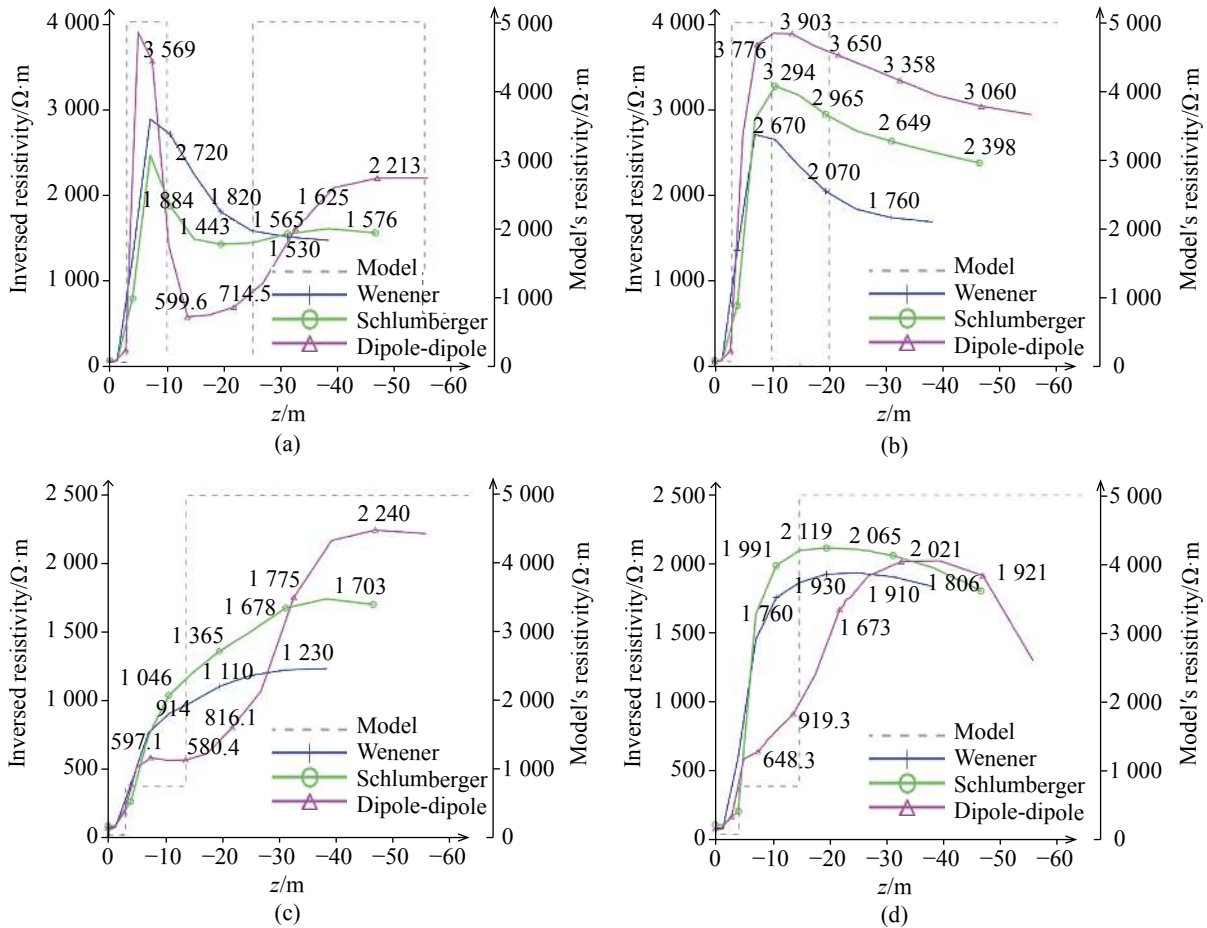 4 000
3 000
2 000
1 000
0
Inversed resistivity/Ω·m
5 000
4 000
3 000
2 000
1 000
0
Model's resistivity/Ω·m
3 569
2 720
1 884
1 820
1 443
1 565
1 625
2 213
1 576
1 530
599.6
714.5
Model
Wenener
Schlumberger
Dipole-dipole
0 −10 −20 −30 −40 −50 −60
z/m
(a)
4 000
3 000
2 000
1 000
0
Inversed resistivity/Ω·m
5 000
4 000
3 000
2 000
1 000
0
Model's resistivity/Ω·m
3 903
3 776
3 650
3 358
3 060
3 294
2 965
2 649
2 398
2 670
2 070
1 760
Model
Wenener
Schlumberger
Dipole-dipole
0 −10 −20 −30 −40 −50 −60
z/m
(b)
2 500
2 000
1 500
1 000
500
0
Inversed resistivity/Ω·m
5 000
4 000
3 000
2 000
1 000
0
Model's resistivity/Ω·m
2 240
1 775
1 703
1 678
1 365
1 046
1 110
1 230
914
816.1
597.1
580.4
Model
Wenener
Schlumberger
Dipole-dipole
0 −10 −20 −30 −40 −50 −60
z/m
(c)
2 500
2 000
1 500
1 000
500
0
Inversed resistivity/Ω·m
5 000
4 000
3 000
2 000
1 000
0
Model's resistivity/Ω·m
1 991
2 119
2 065
2 021
1 921
1 806
1 760
1 930
1 910
1 673
919.3
648.3
Model
Wenener
Schlumberger
Dipole-dipole
0 −10 −20 −30 −40 −50 −60
z/m
(d)